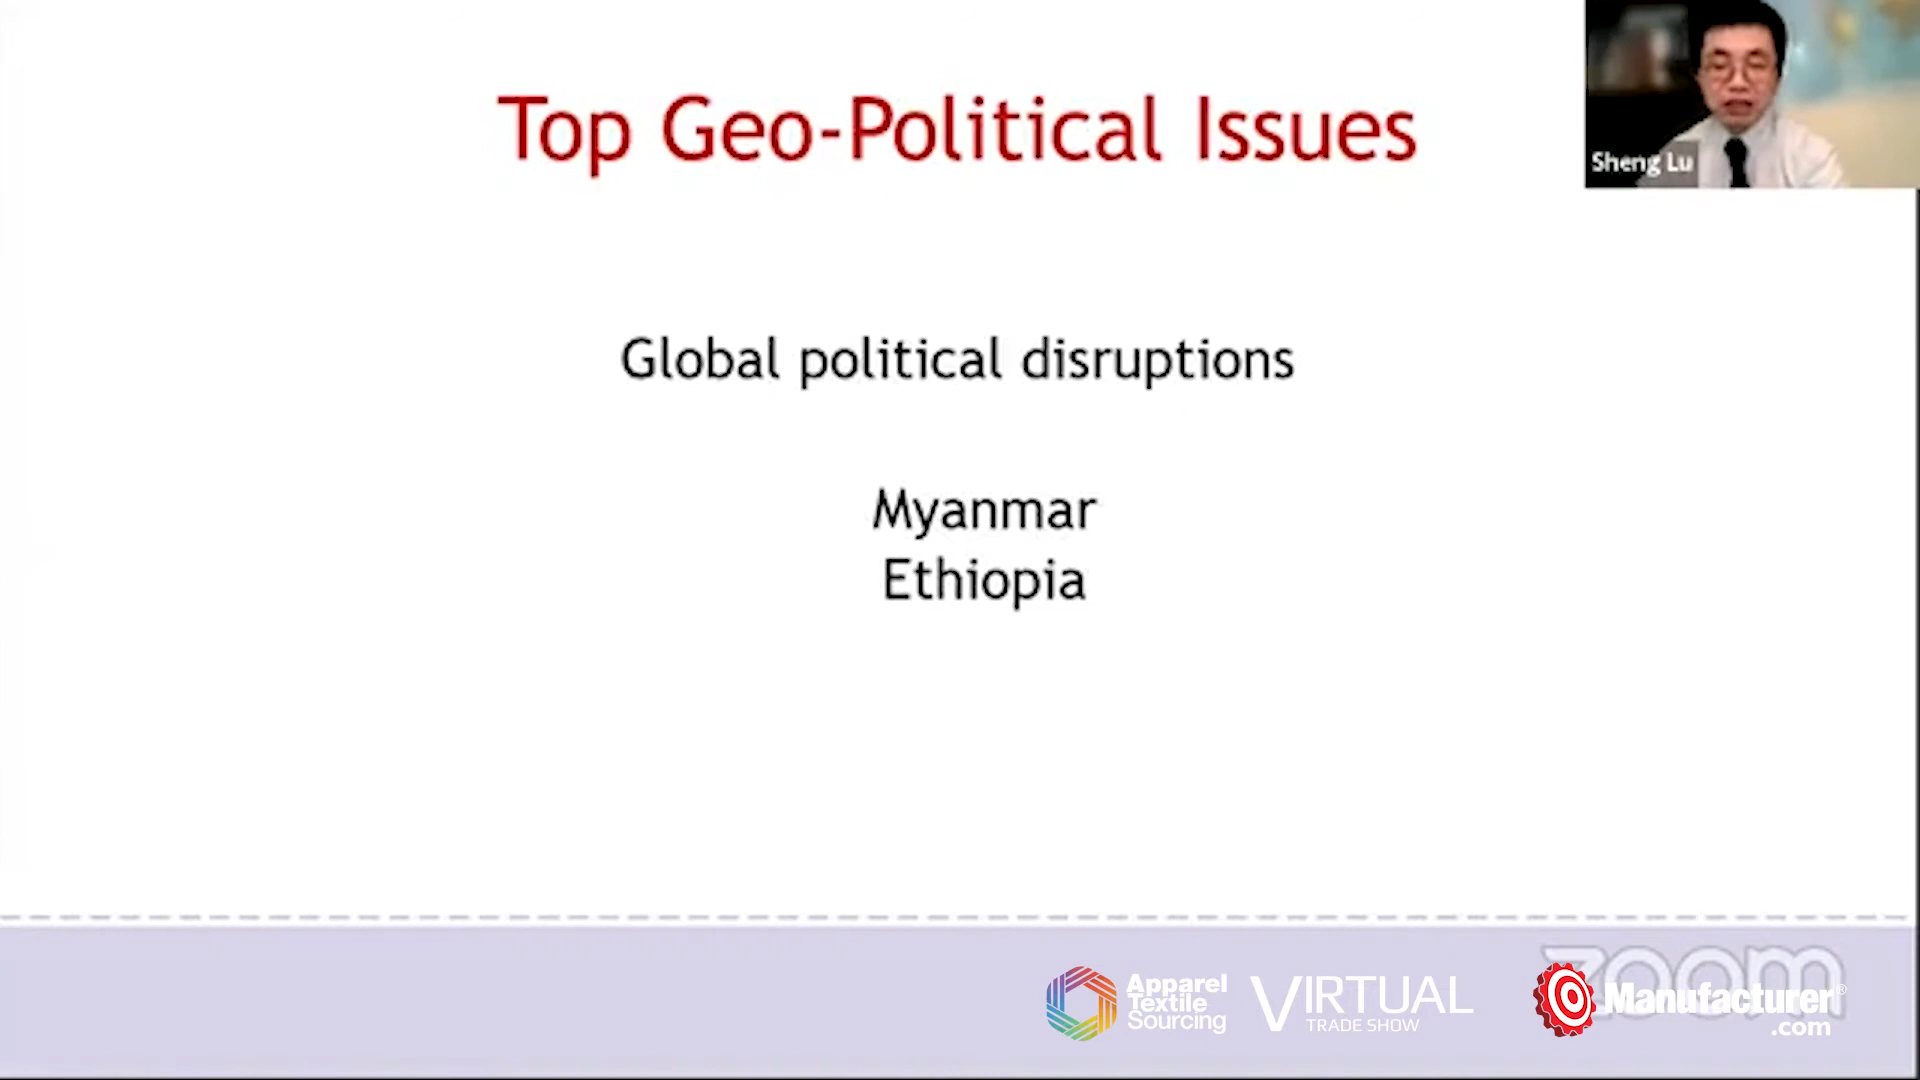 Top Geo-Political Issues
Sheng Lu
Global political disruptions
Myanmar
Ethiopia
zoom
Apparel
Textile
Sourcing
VIRTUAL
TRADE SHOW
Manufacturer®
.com